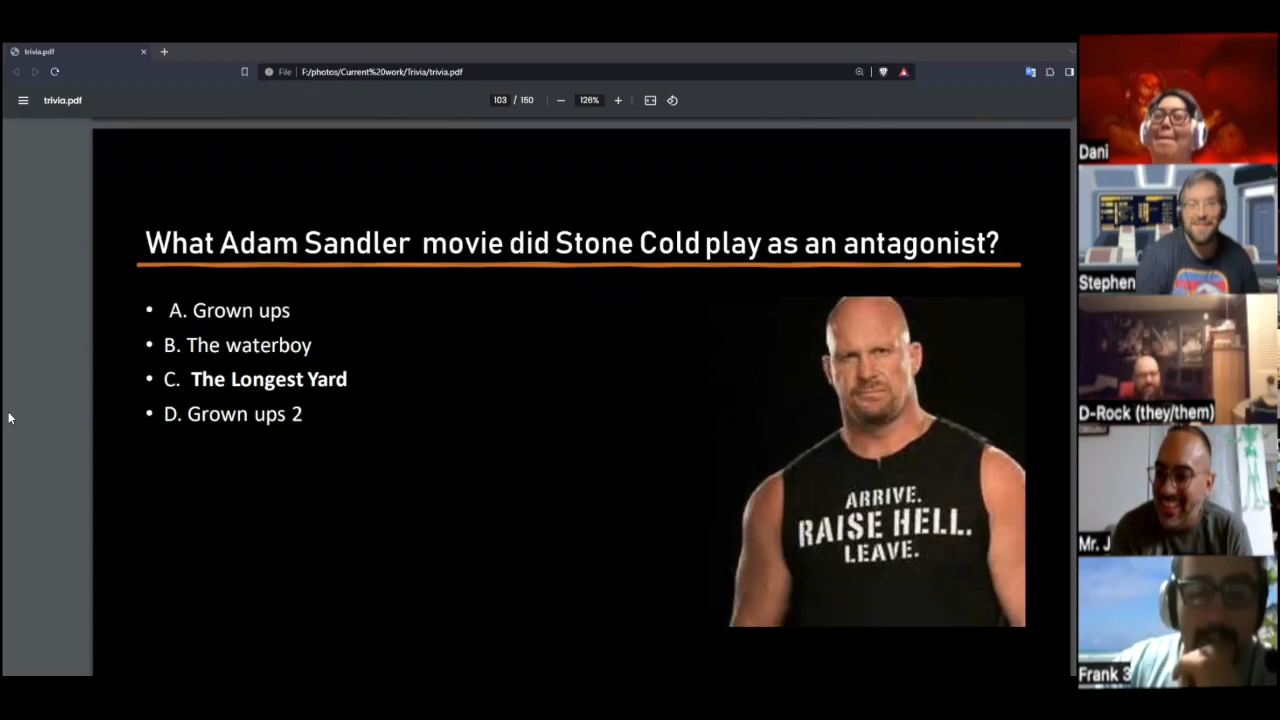 trivia.pdf
File F:/photos/Current%20work/Trivia/trivia.pdf
trivia.pdf 103 / 150 126%
What Adam Sandler movie did Stone Cold play as an antagonist?
• A. Grown ups
• B. The waterboy
• C. The Longest Yard
• D. Grown ups 2
ARRIVE.
RAISE HELL.
LEAVE.
Dani
Stephen
D-Rock (they/them)
Mr. J
Frank 3